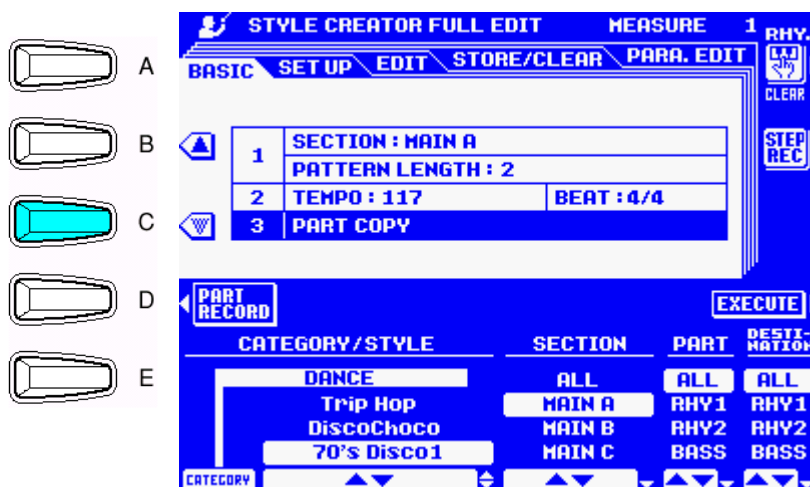 STYLE CREATOR FULL EDIT MEASURE 1 RHY.
BASIC SET UP EDIT STORE/CLEAR PARA. EDIT
CLEAR
A
B
C
D
E
1 SECTION : MAIN A
PATTERN LENGTH : 2
2 TEMPO : 117 BEAT : 4/4
3 PART COPY
STEP
REC
PART
RECORD
EXECUTE
CATEGORY/STYLE SECTION PART DESTI-
NATION
DANCE ALL ALL ALL
Trip Hop MAIN A RHY1 RHY1
DiscoChoco MAIN B RHY2 RHY2
70's Disco1 MAIN C BASS BASS
CATEGORY